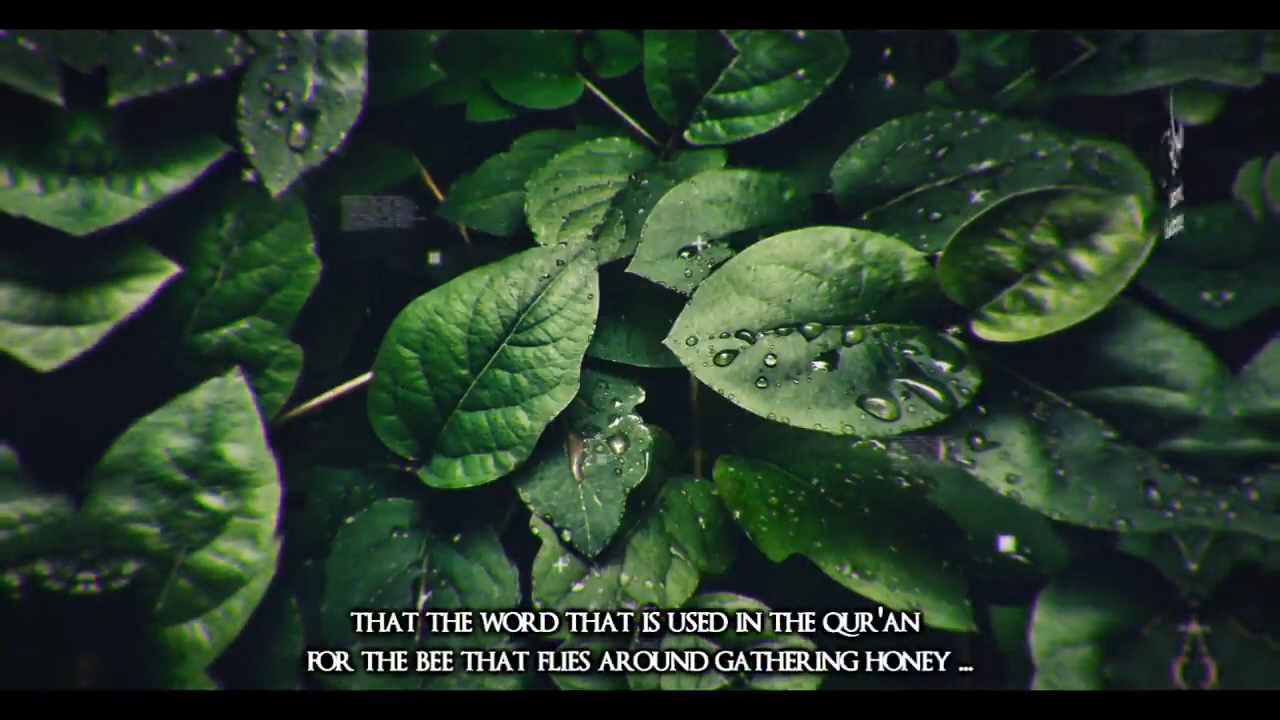 THAT THE WORD THAT IS USED IN THE QUR'AN
FOR THE BEE THAT FLIES AROUND GATHERING HONEY ...